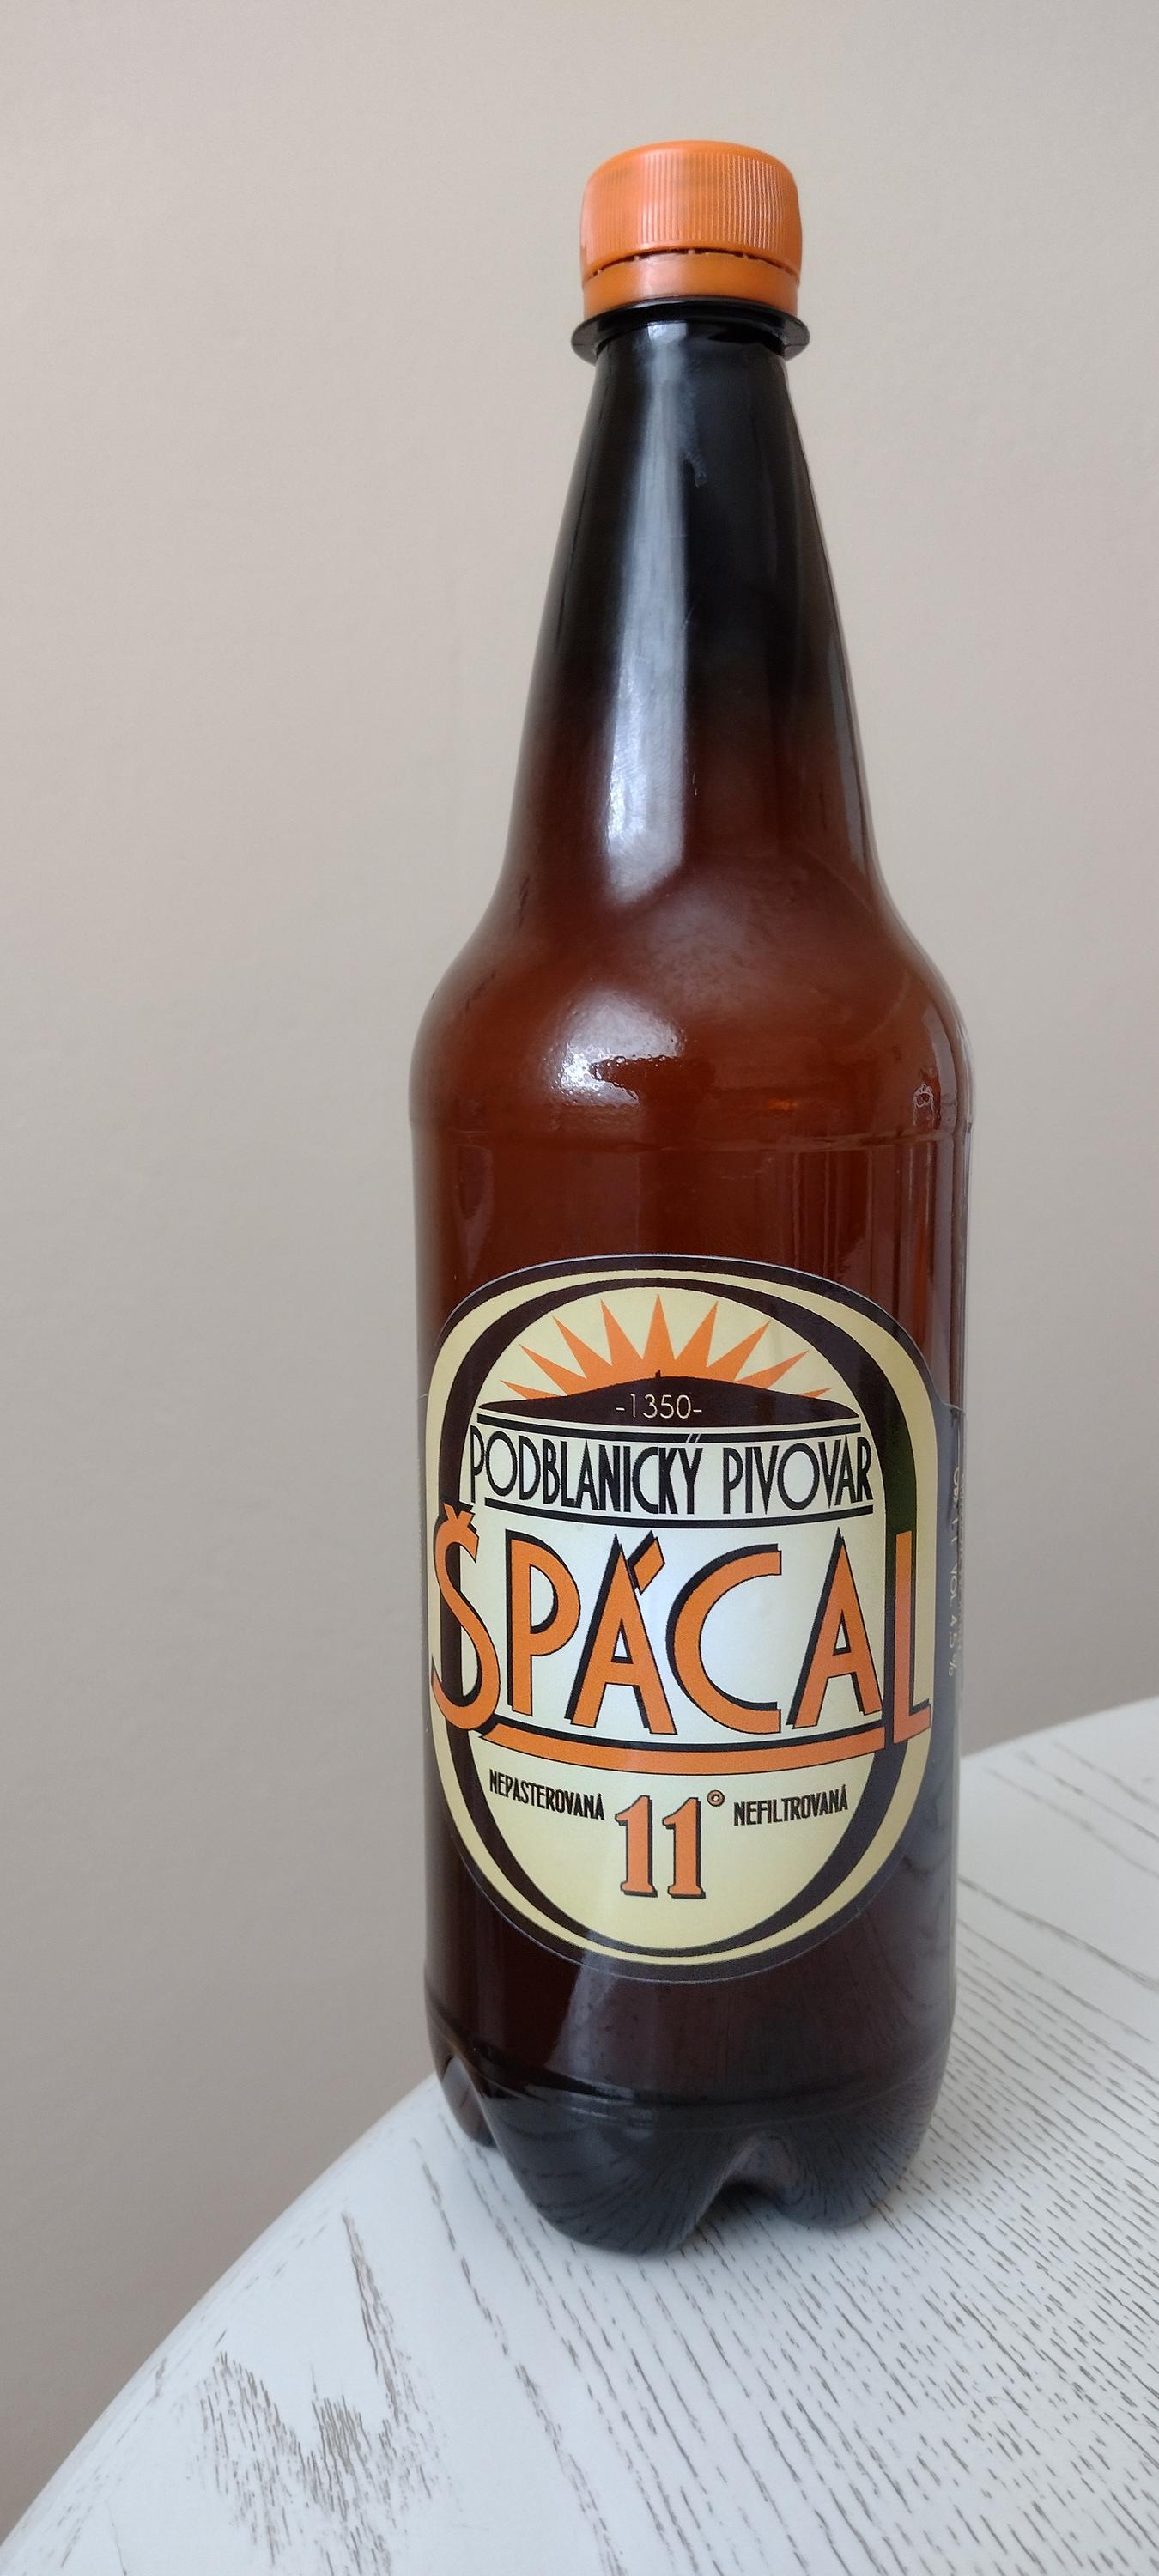 -1350-
PODBLANICKÝ PIVOVAR
ŠPÁCAL
NEPASTEROVANÁ 11° NEFILTROVANÁ